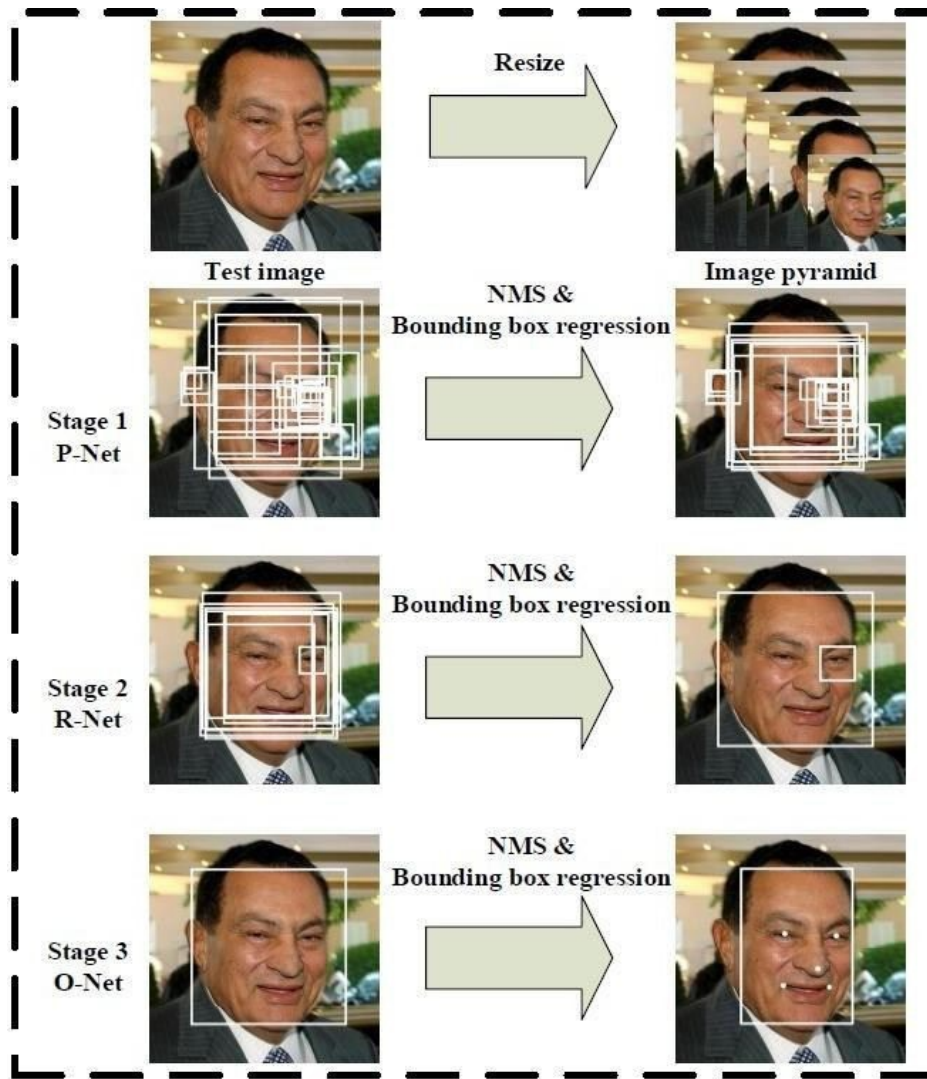 Resize
Test image
Image pyramid
NMS &
Bounding box regression
Stage 1
P-Net
NMS &
Bounding box regression
Stage 2
R-Net
NMS &
Bounding box regression
Stage 3
O-Net